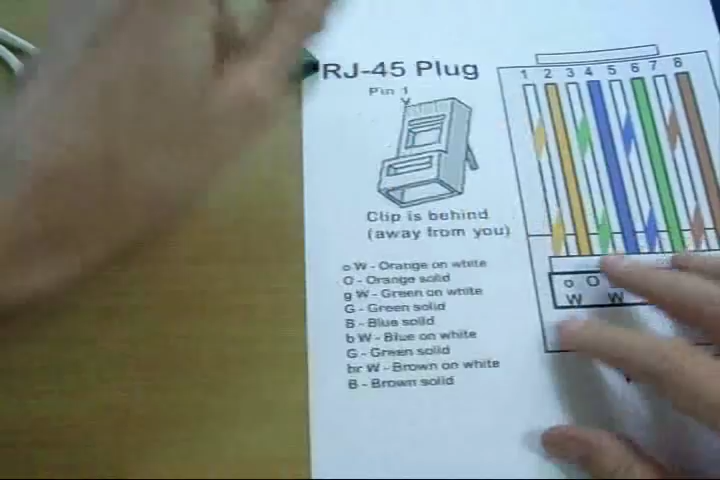 RJ-45 Plug
Pin 1
1 2 3 4 5 6 7 8
Clip is behind
(away from you)
o W - Orange on white
O - Orange solid
g W - Green on white
G - Green solid
B - Blue solid
b W - Blue on white
G - Green solid
br W - Brown on white
B - Brown solid
o O
W W